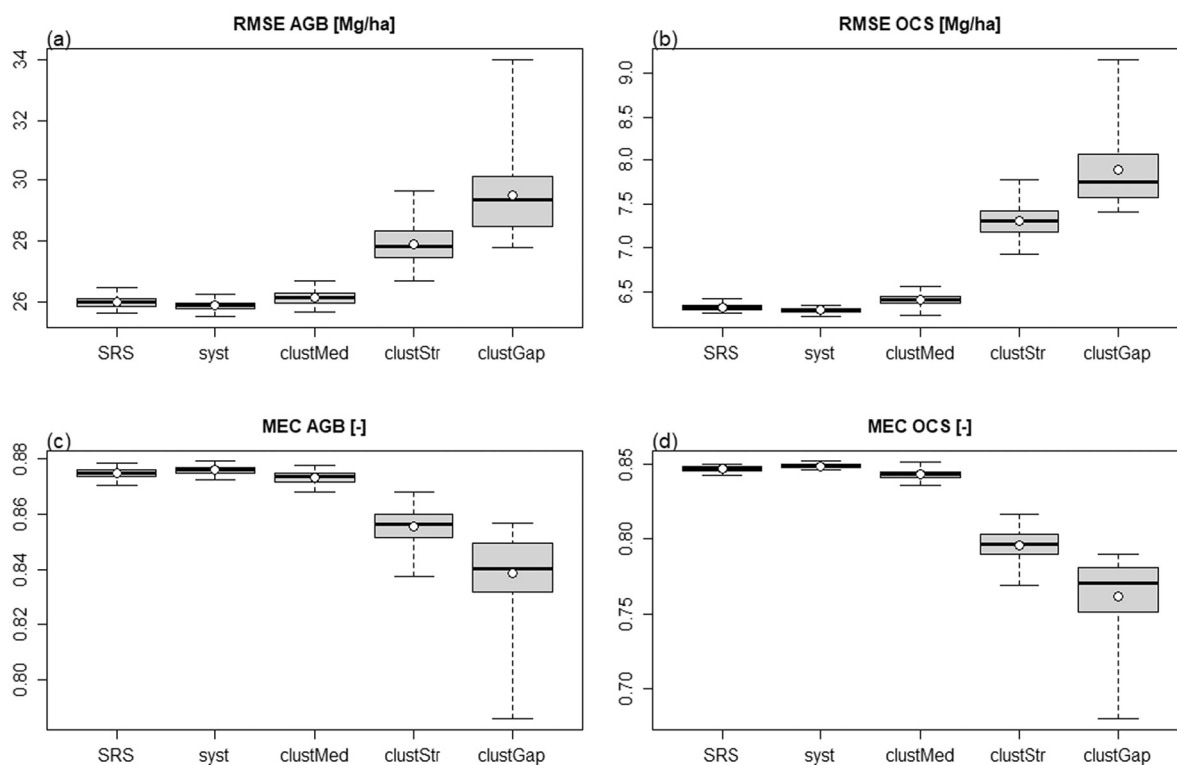 (a) RMSE AGB [Mg/ha]
34
32
30
28
26
SRS syst clustMed clustStr clustGap
(b) RMSE OCS [Mg/ha]
9.0
8.5
8.0
7.5
7.0
6.5
SRS syst clustMed clustStr clustGap
(c) MEC AGB [-]
0.88
0.86
0.84
0.82
0.80
SRS syst clustMed clustStr clustGap
(d) MEC OCS [-]
0.85
0.80
0.75
0.70
SRS syst clustMed clustStr clustGap